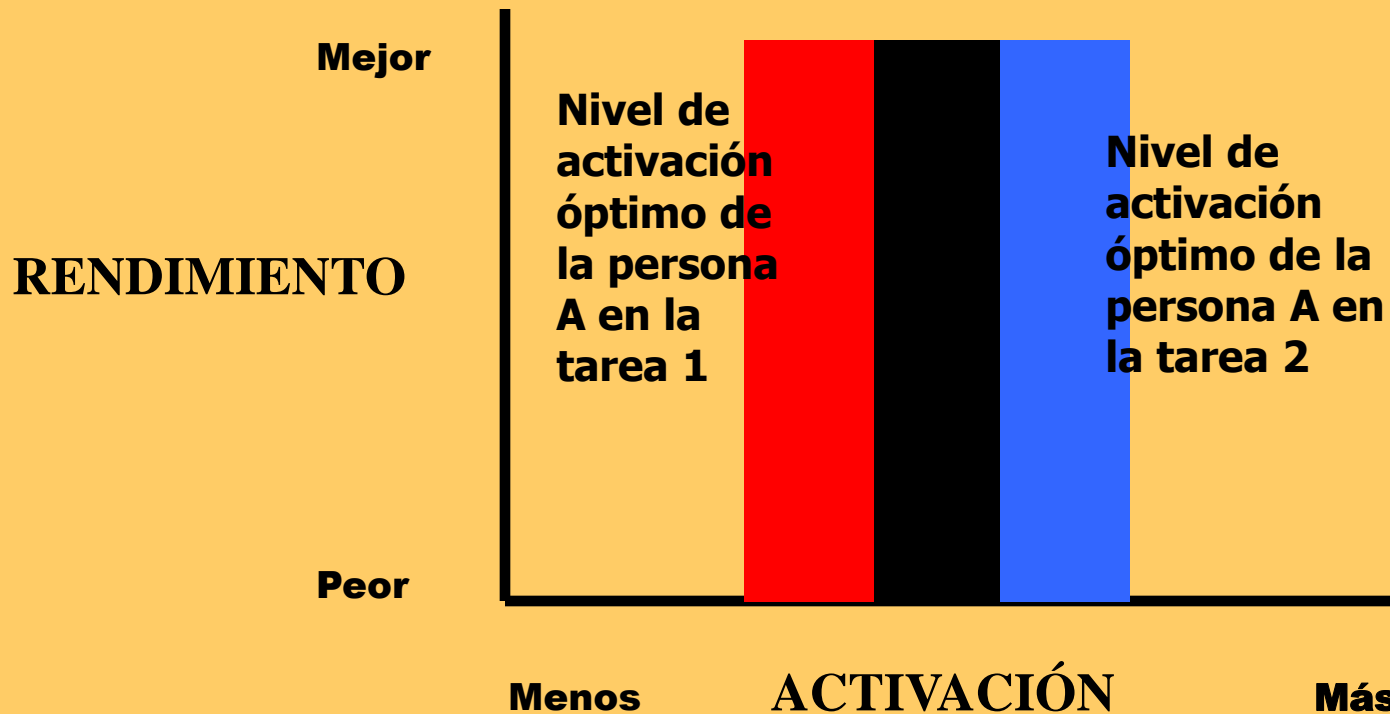 Mejor
Nivel de
activación
óptimo de
la persona
A en la
tarea 1
Nivel de
activación
óptimo de la
persona A en
la tarea 2
RENDIMIENTO
Peor
Menos
ACTIVACIÓN
Más